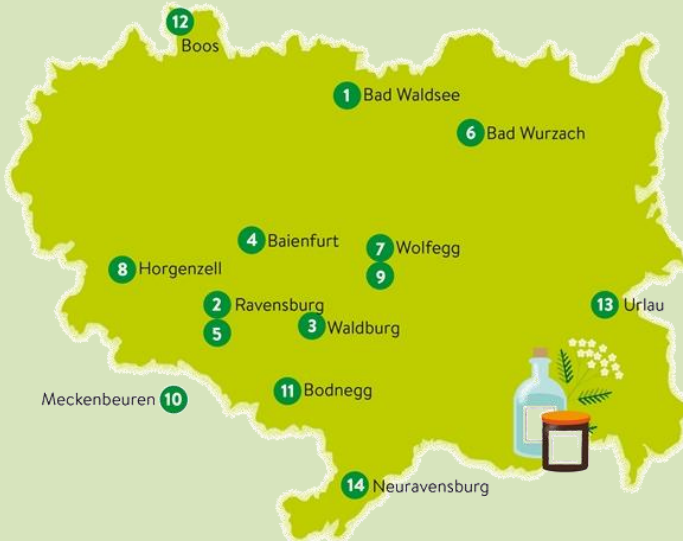 12
Boos
1 Bad Waldsee
6 Bad Wurzach
4 Baienfurt
7 Wolfegg
9
8 Horgenzell
2 Ravensburg
5
3 Waldburg
13 Urlau
Meckenbeuren 10
11 Bodnegg
14 Neuravensburg